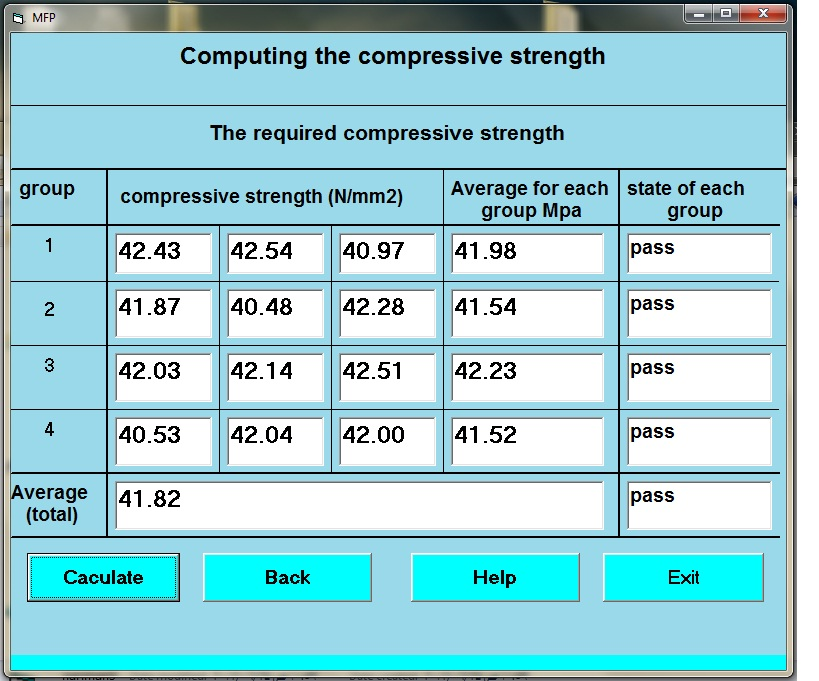 MFP
Computing the compressive strength
The required compressive strength
group compressive strength (N/mm2) Average for each group Mpa state of each group
1 42.43 42.54 40.97 41.98 pass
2 41.87 40.48 42.28 41.54 pass
3 42.03 42.14 42.51 42.23 pass
4 40.53 42.04 42.00 41.52 pass
Average (total) 41.82 pass
Caculate Back Help Exit